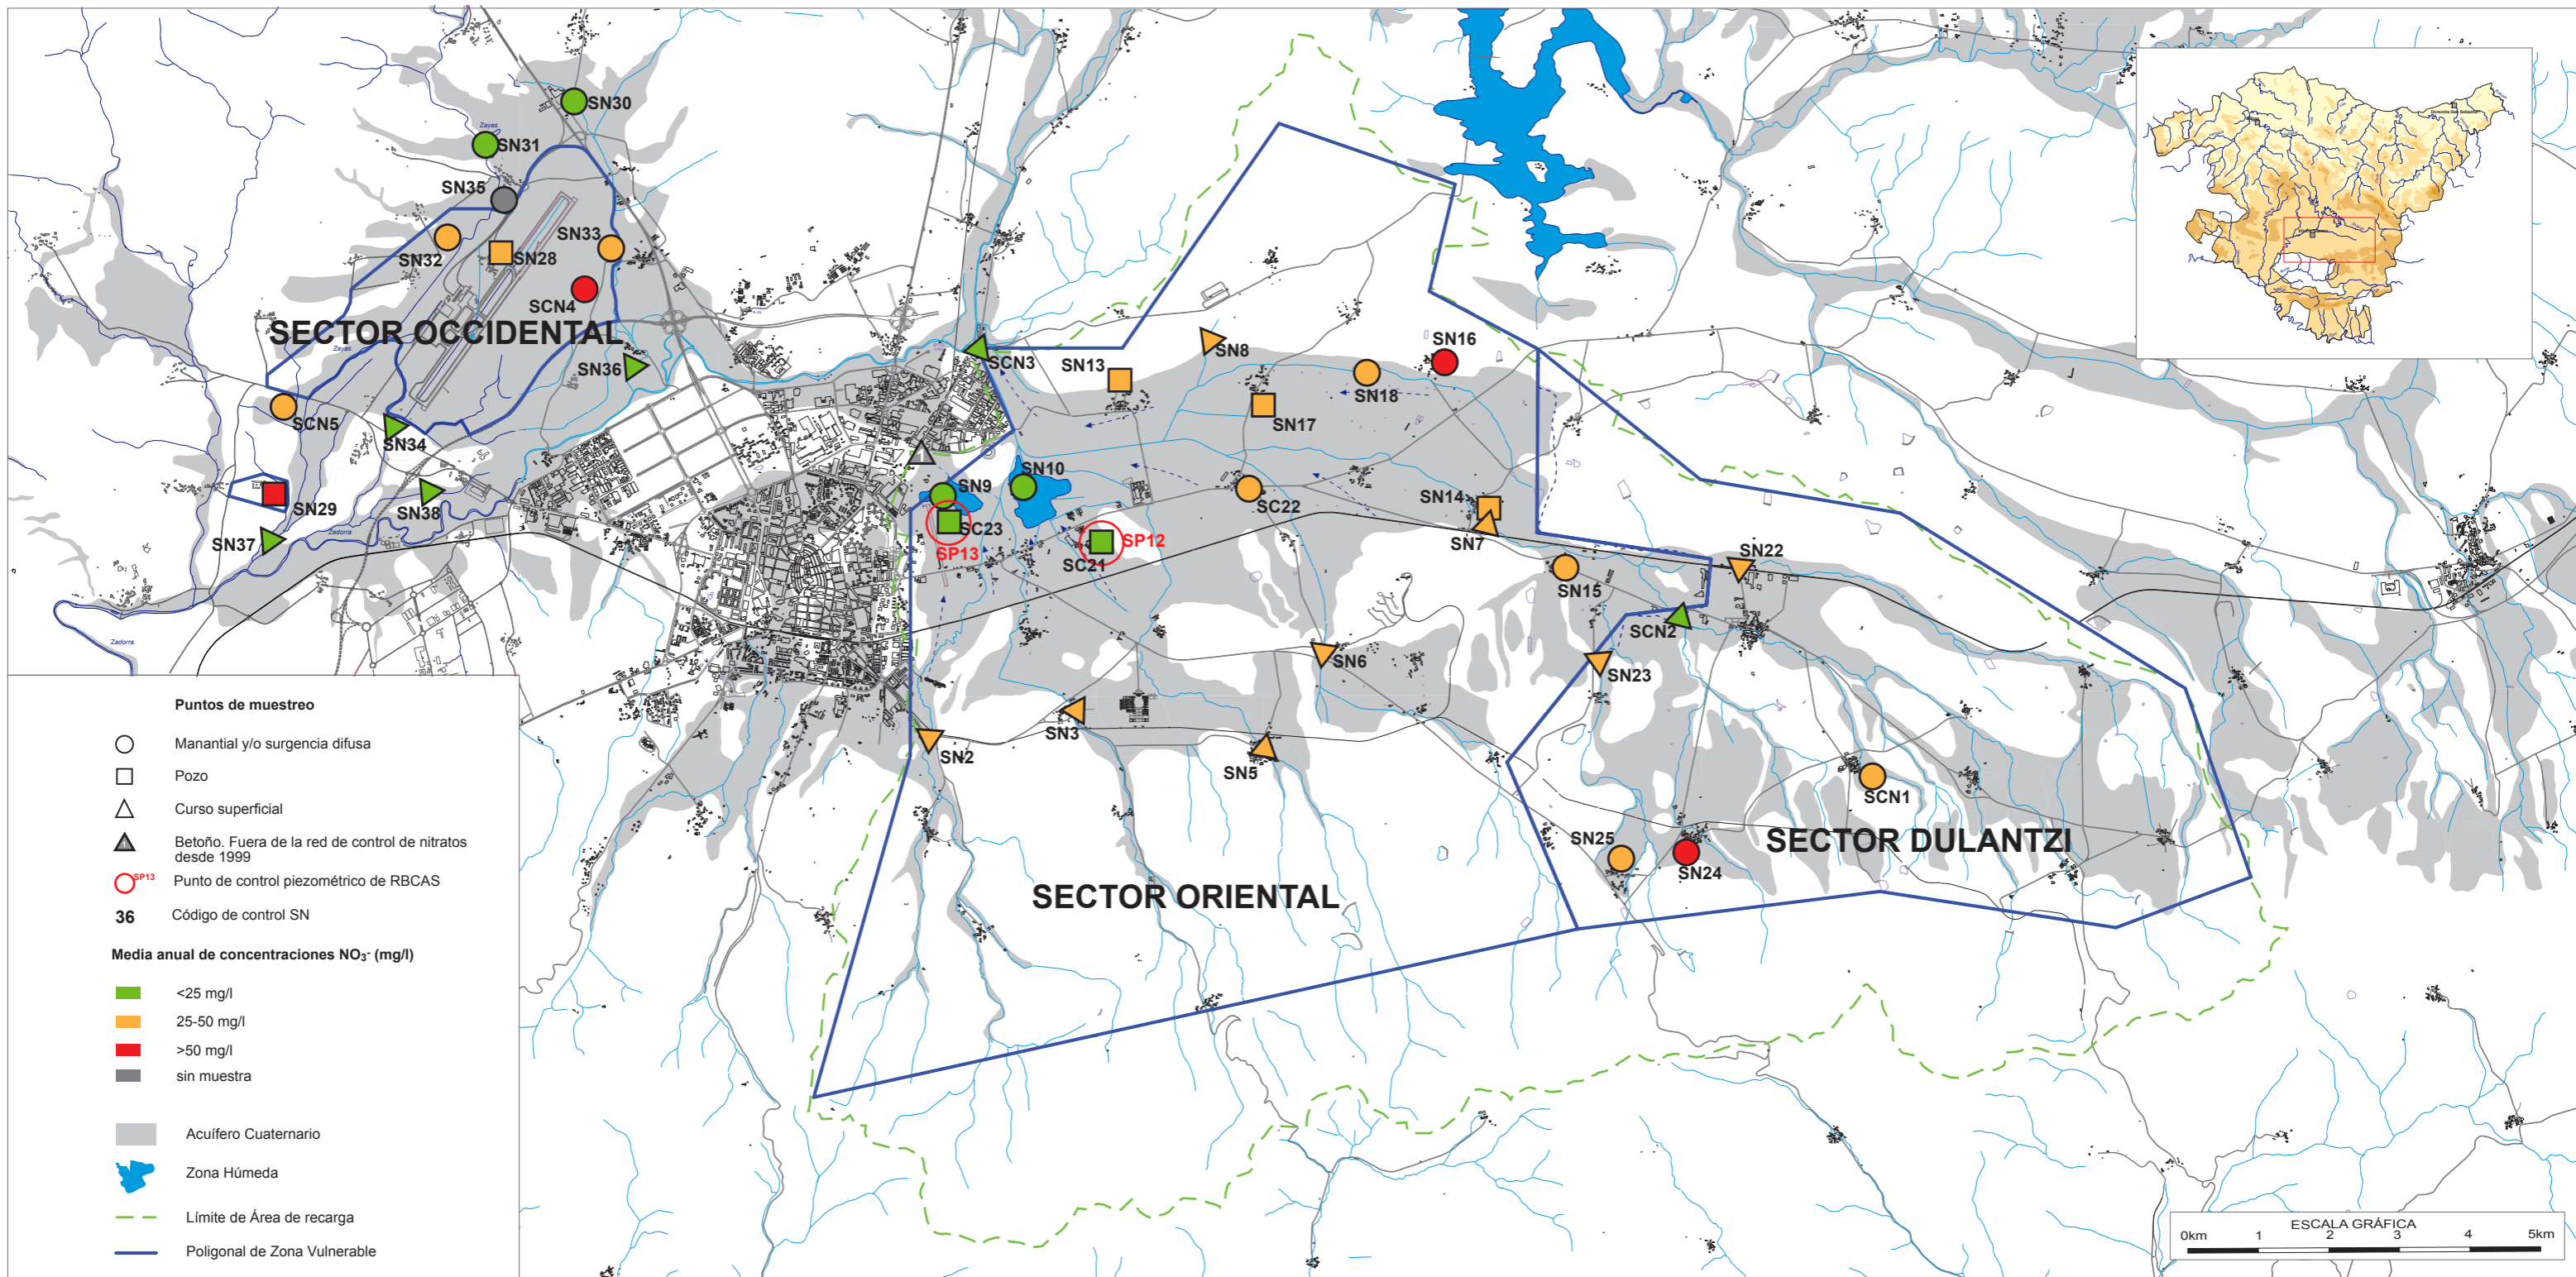 SN30
Zayas
SN31
SN35
SN33
SN32
SN28
SCN4
SECTOR OCCIDENTAL
Zayas
SN36
SCN5
SN34
SN29
SN38
SN37
Zadorra
Zadorra
SCN3
SN13
SN8
SN16
SN18
SN17
SN10
SN9
SC22
SN14
SC23
SP13
SP12
SC21
SN7
SN22
SN15
SCN2
SN6
SN23
SN3
SN2
SN5
SCN1
SN25
SECTOR DULANTZI
SN24
SECTOR ORIENTAL
Puntos de muestreo
Manantial y/o surgencia difusa
Pozo
Curso superficial
Betoño. Fuera de la red de control de nitratos
desde 1999
SP13 Punto de control piezométrico de RBCAS
36 Código de control SN
Media anual de concentraciones NO3- (mg/l)
<25 mg/l
25-50 mg/l
>50 mg/l
sin muestra
Acuífero Cuaternario
Zona Húmeda
Límite de Área de recarga
Poligonal de Zona Vulnerable
ESCALA GRÁFICA
0km 1 2 3 4 5km